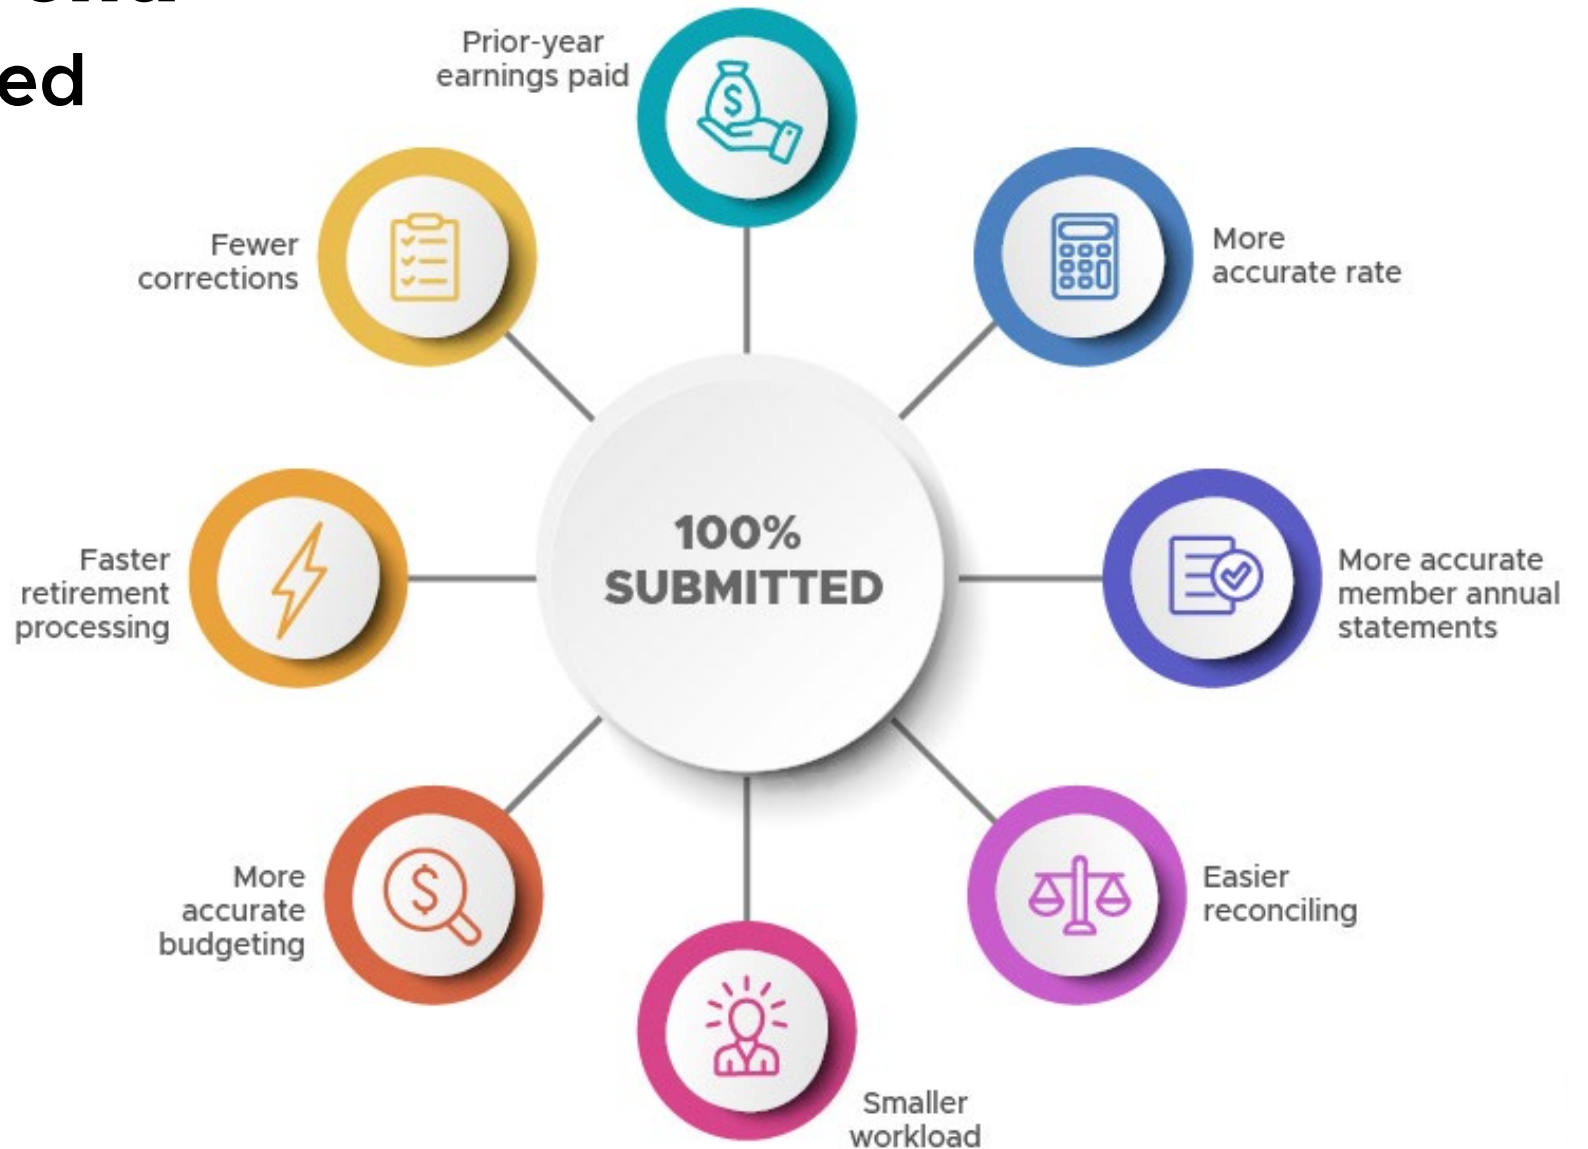 ed
Prior-year
earnings paid
More
accurate rate
More accurate
member annual
statements
Easier
reconciling
Smaller
workload
More
accurate
budgeting
Faster
retirement
processing
Fewer
corrections
100%
SUBMITTED
$
$